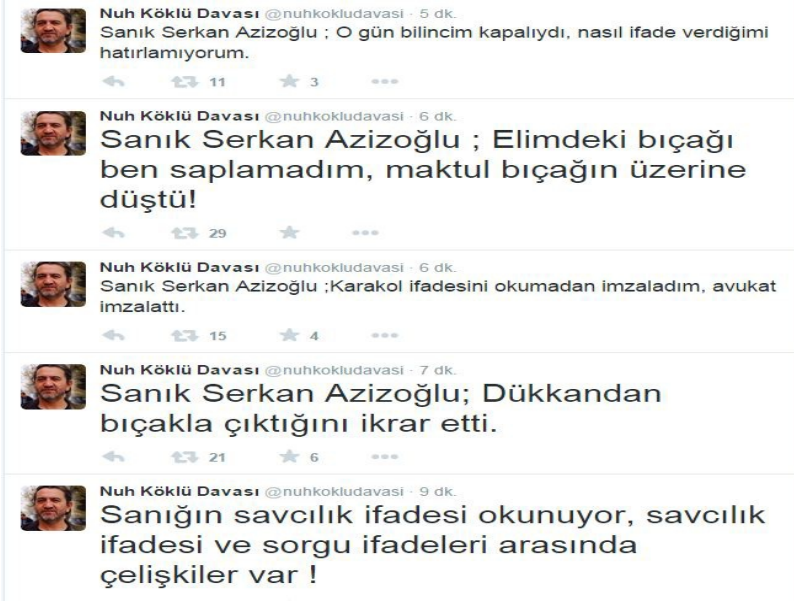 Nuh Köklü Davası @nuhkokludavasi · 5 dk.
Sanık Serkan Azizoğlu ; O gün bilincim kapalıydı, nasıl ifade verdiğimi
hatırlamıyorum.
11 3
Nuh Köklü Davası @nuhkokludavasi · 6 dk.
Sanık Serkan Azizoğlu ; Elimdeki bıçağı
ben saplamadım, maktul bıçağın üzerine
düştü!
29
Nuh Köklü Davası @nuhkokludavasi · 6 dk.
Sanık Serkan Azizoğlu ;Karakol ifadesini okumadan imzaladım, avukat
imzalattı.
15 4
Nuh Köklü Davası @nuhkokludavasi · 7 dk.
Sanık Serkan Azizoğlu; Dükkandan
bıçakla çıktığını ikrar etti.
21 6
Nuh Köklü Davası @nuhkokludavasi · 9 dk.
Sanığın savcılık ifadesi okunuyor, savcılık
ifadesi ve sorgu ifadeleri arasında
çelişkiler var !